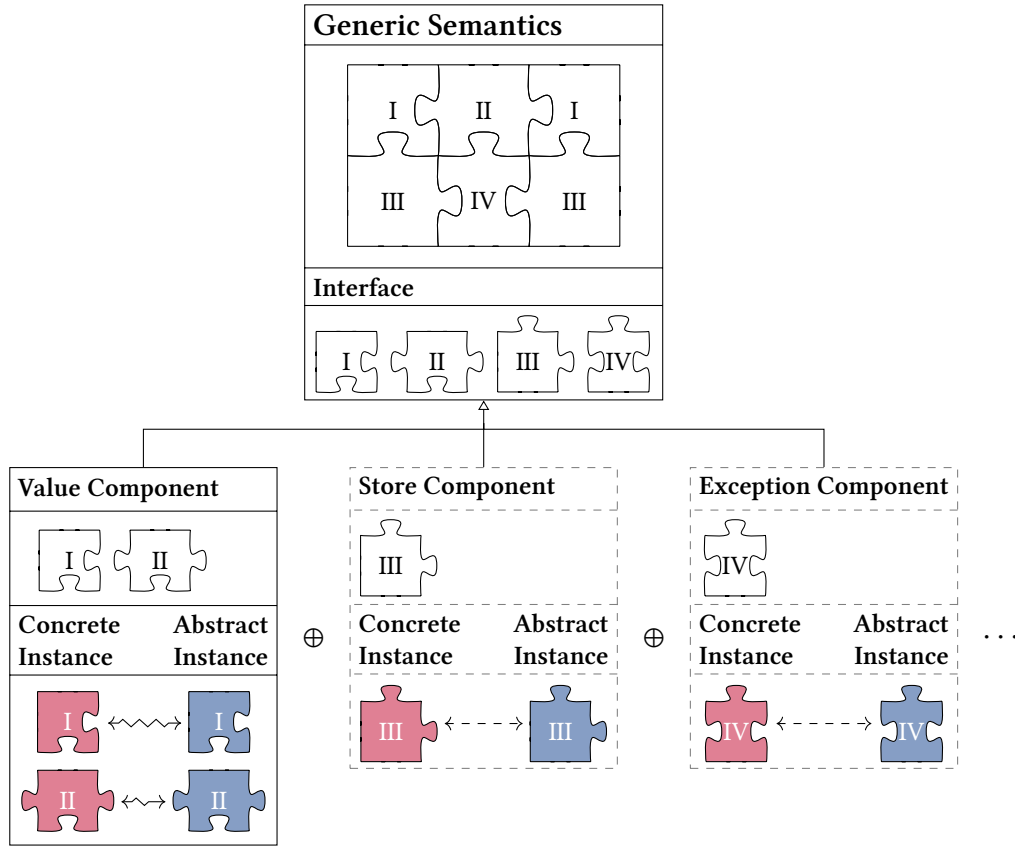 Generic Semantics
I II I
III IV III
Interface
I II III IV
Value Component
I II
Concrete Abstract
Instance Instance
I I
II II
⊕
Store Component
III
Concrete Abstract
Instance Instance
III III
⊕
Exception Component
IV
Concrete Abstract
Instance Instance
IV IV
...